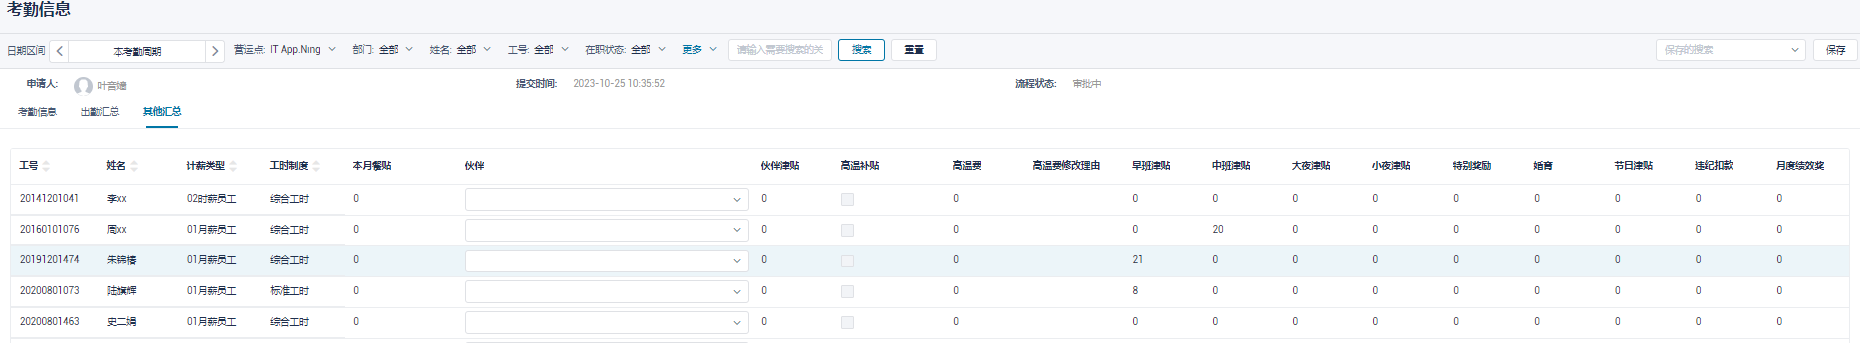 考勤信息
日期区间 本考勤周期 营运点: IT App.Ning 部门: 全部 姓名: 全部 工号: 全部 在职状态: 全部 更多 请输入需要搜索的关 搜索 重置 保存的搜索 保存
申请人: 叶 提交时间: 2023-10-25 10:35:52 流程状态: 审批中
考勤信息 出勤汇总 其他汇总
工号 姓名 计薪类型 工时制度 本月餐贴 伙伴 伙伴津贴 高温补贴 高温费 高温费修改理由 早班津贴 中班津贴 大夜津贴 小夜津贴 特别奖励 婚育 节日津贴 违纪扣款 月度绩效奖
20141201041 李xx 02时薪员工 综合工时 0 0 0 0 0 0 0 0 0 0 0 0
20160101076 周xx 01月薪员工 综合工时 0 0 0 0 20 0 0 0 0 0 0 0
20191201474 朱锦椿 01月薪员工 综合工时 0 0 0 21 0 0 0 0 0 0 0 0
20200801073 陆旗辉 01月薪员工 标准工时 0 0 0 8 0 0 0 0 0 0 0 0
20200801463 史二娟 01月薪员工 综合工时 0 0 0 0 0 0 0 0 0 0 0 0